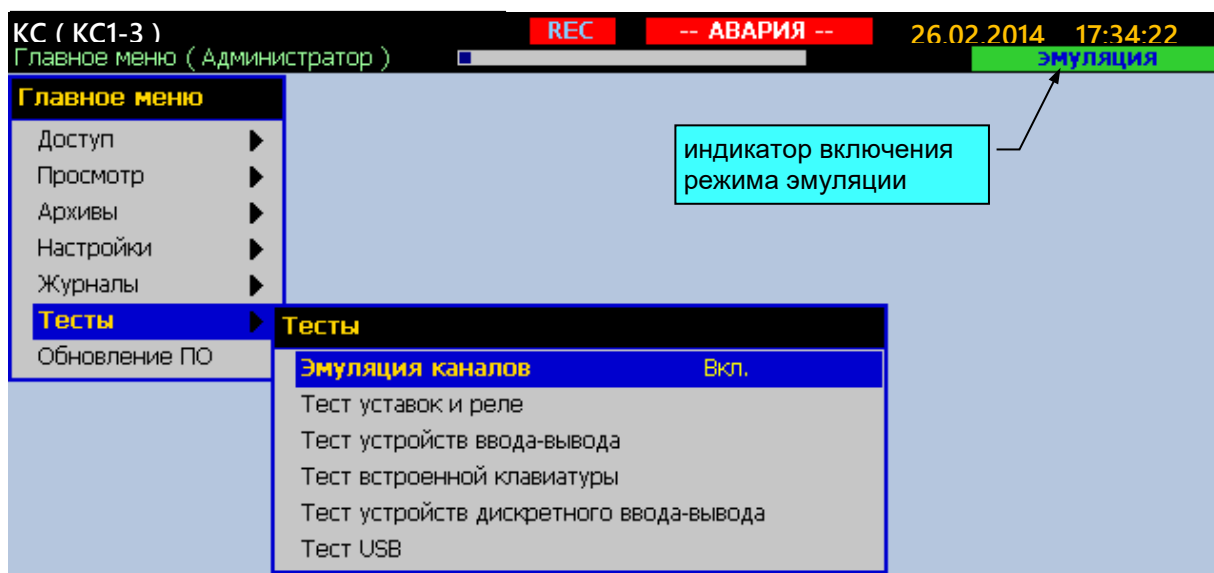 КС ( КС1-3 ) REC -- АВАРИЯ -- 26.02.2014 17:34:22
Главное меню ( Администратор ) эмуляция
Главное меню
Доступ
Просмотр
Архивы
Настройки
Журналы
Тесты
Обновление ПО
индикатор включения
режима эмуляции
Тесты
Эмуляция каналов Вкл.
Тест уставок и реле
Тест устройств ввода-вывода
Тест встроенной клавиатуры
Тест устройств дискретного ввода-вывода
Тест USB